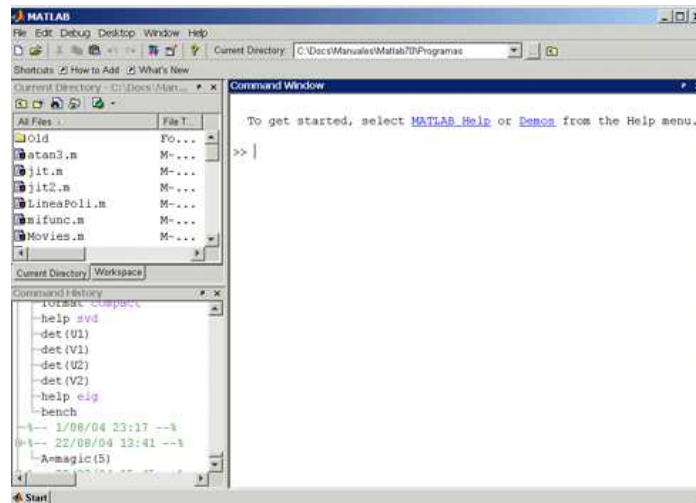 MATLAB
File Edit Debug Desktop Window Help
Current Directory: C:\Docs\Manuales\Matlab70\Programas
Shortcuts How to Add What's New
Current Directory - C:\Docs\Man...
All Files
File T...
Old Fo...
atan3.m M-...
jit.m M-...
jit2.m M-...
LineaPoli.m M-...
mifunc.m M-...
Movies.m M-...
Current Directory Workspace
Command History
format compact
help svd
det(U1)
det(V1)
det(U2)
det(V2)
help eig
bench
%-- 1/08/04 23:17 --%
%-- 22/08/04 13:41 --%
A=magic(5)
Command Window
To get started, select MATLAB Help or Demos from the Help menu.
>>
Start